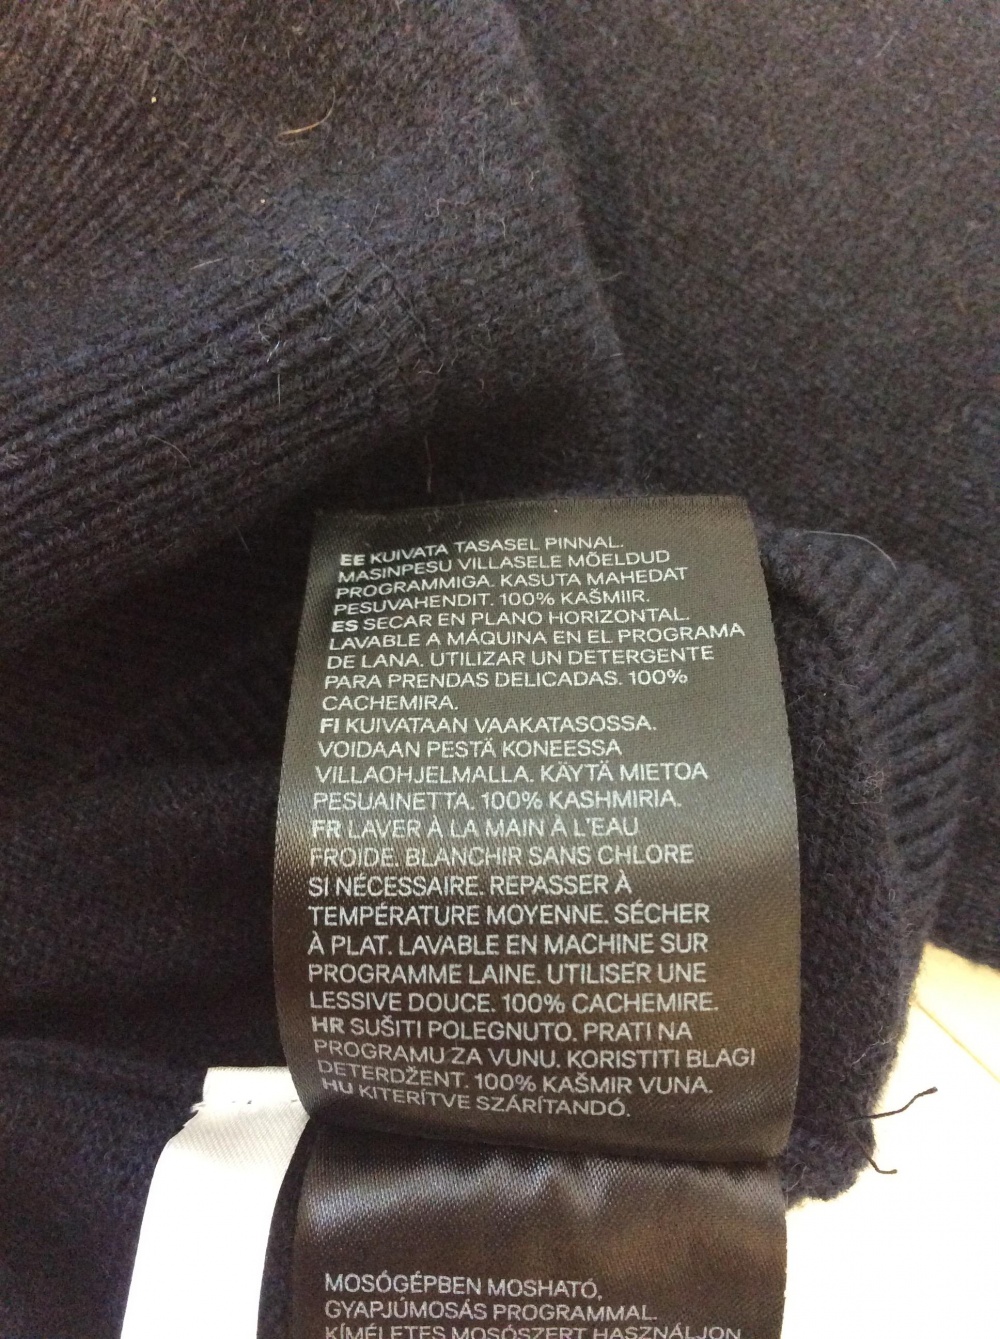 EE KUIVATA TASASEL PINNAL.
MASINPESU VILLASELE MÕELDUD
PROGRAMMIGA. KASUTA MAHEDAT
PESUVAHENDIT. 100% KAŠMIIR.
ES SECAR EN PLANO HORIZONTAL.
LAVABLE A MÁQUINA EN EL PROGRAMA
DE LANA. UTILIZAR UN DETERGENTE
PARA PRENDAS DELICADAS. 100%
CACHEMIRA.
FI KUIVATAAN VAAKATASOSSA.
VOIDAAN PESTÄ KONEESSA
VILLAOHJELMALLA. KÄYTÄ MIETOA
PESUAINETTA. 100% KASHMIRIA.
FR LAVER À LA MAIN À L'EAU
FROIDE. BLANCHIR SANS CHLORE
SI NÉCESSAIRE. REPASSER À
TEMPÉRATURE MOYENNE. SÉCHER
À PLAT. LAVABLE EN MACHINE SUR
PROGRAMME LAINE. UTILISER UNE
LESSIVE DOUCE. 100% CACHEMIRE.
HR SUŠITI POLEGNUTO. PRATI NA
PROGRAMU ZA VUNU. KORISTITI BLAGI
DETERDŽENT. 100% KAŠMIR VUNA.
HU KITERÍTVE SZÁRÍTANDÓ.
MOSÓGÉPBEN MOSHATÓ,
GYAPJÚMOSÁS PROGRAMMAL.
KÍMÉLETES MOSÓSZERT HASZNÁLJON